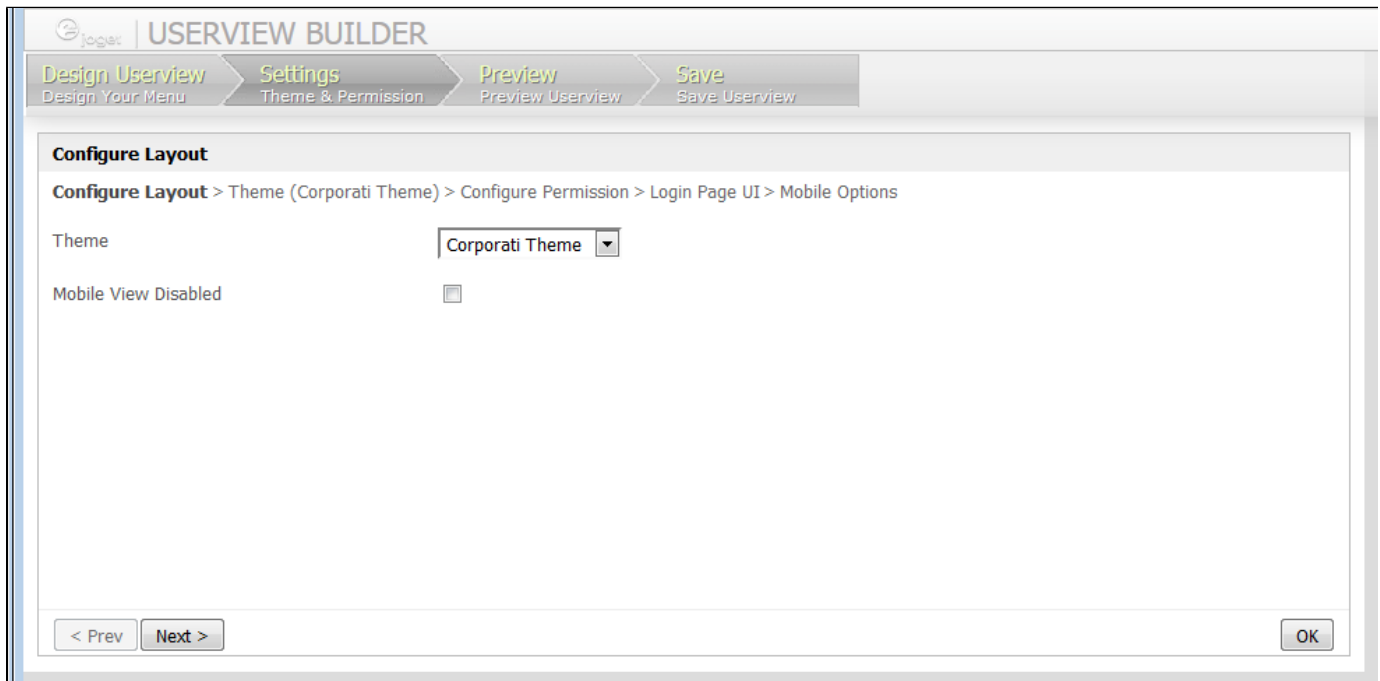 joget USERVIEW BUILDER
Design Userview Settings Preview Save
Design Your Menu Theme & Permission Preview Userview Save Userview
Configure Layout
Configure Layout > Theme (Corporati Theme) > Configure Permission > Login Page UI > Mobile Options
Theme Corporati Theme
Mobile View Disabled
< Prev Next > OK